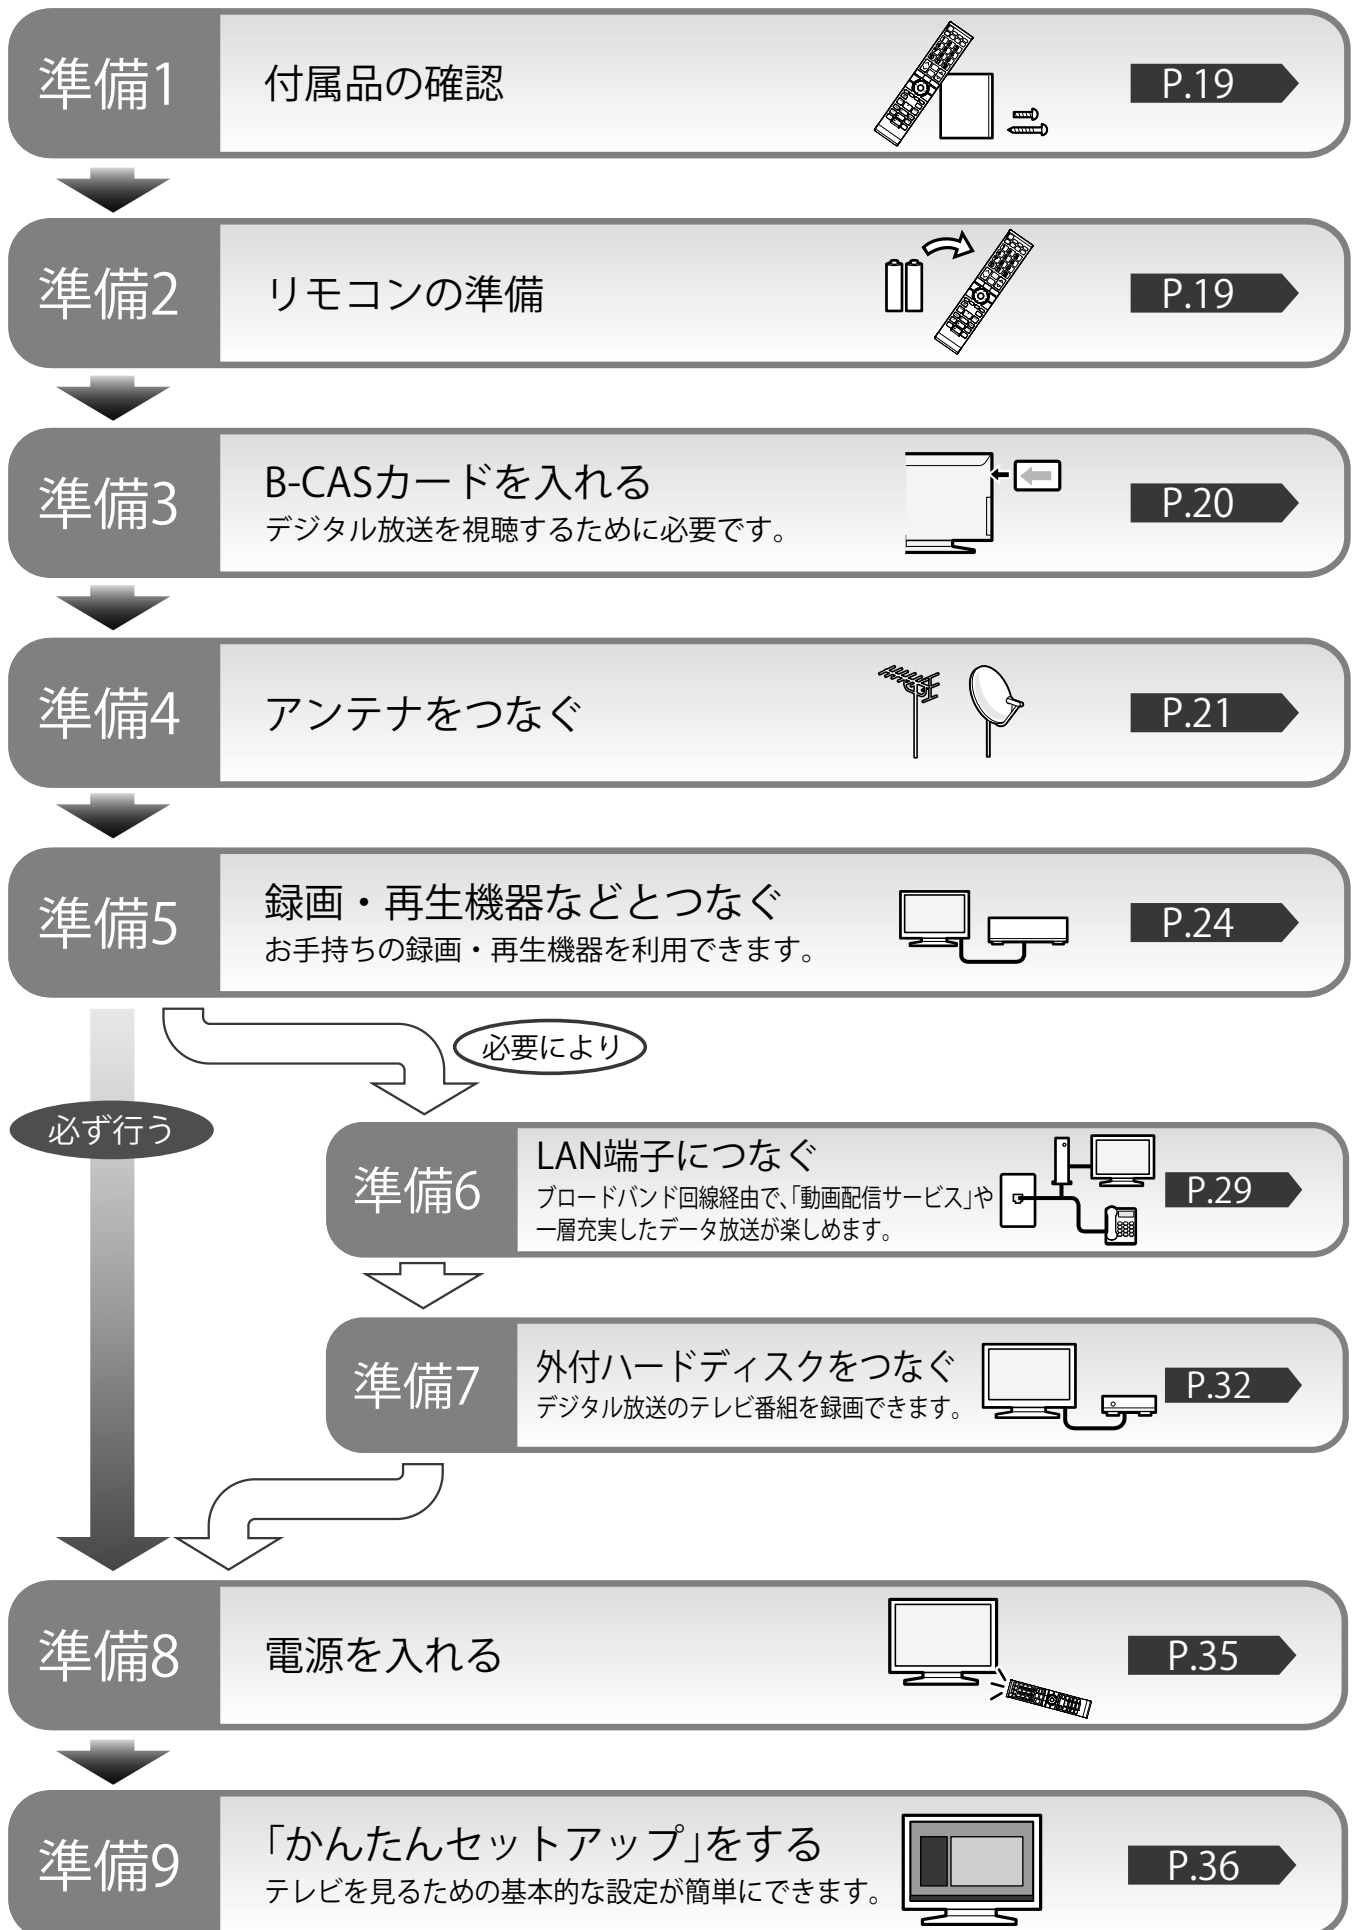 準備1
付属品の確認
P.19
準備2
リモコンの準備
P.19
準備3
B-CASカードを入れる
デジタル放送を視聴するために必要です。
P.20
準備4
アンテナをつなぐ
P.21
準備5
録画・再生機器などとつなぐ
お手持ちの録画・再生機器を利用できます。
P.24
必要により
必ず行う
準備6
LAN端子につなぐ
ブロードバンド回線経由で、「動画配信サービス」や
一層充実したデータ放送が楽しめます。
P.29
準備7
外付ハードディスクをつなぐ
デジタル放送のテレビ番組を録画できます。
P.32
準備8
電源を入れる
P.35
準備9
「かんたんセットアップ」をする
テレビを見るための基本的な設定が簡単にできます。
P.36